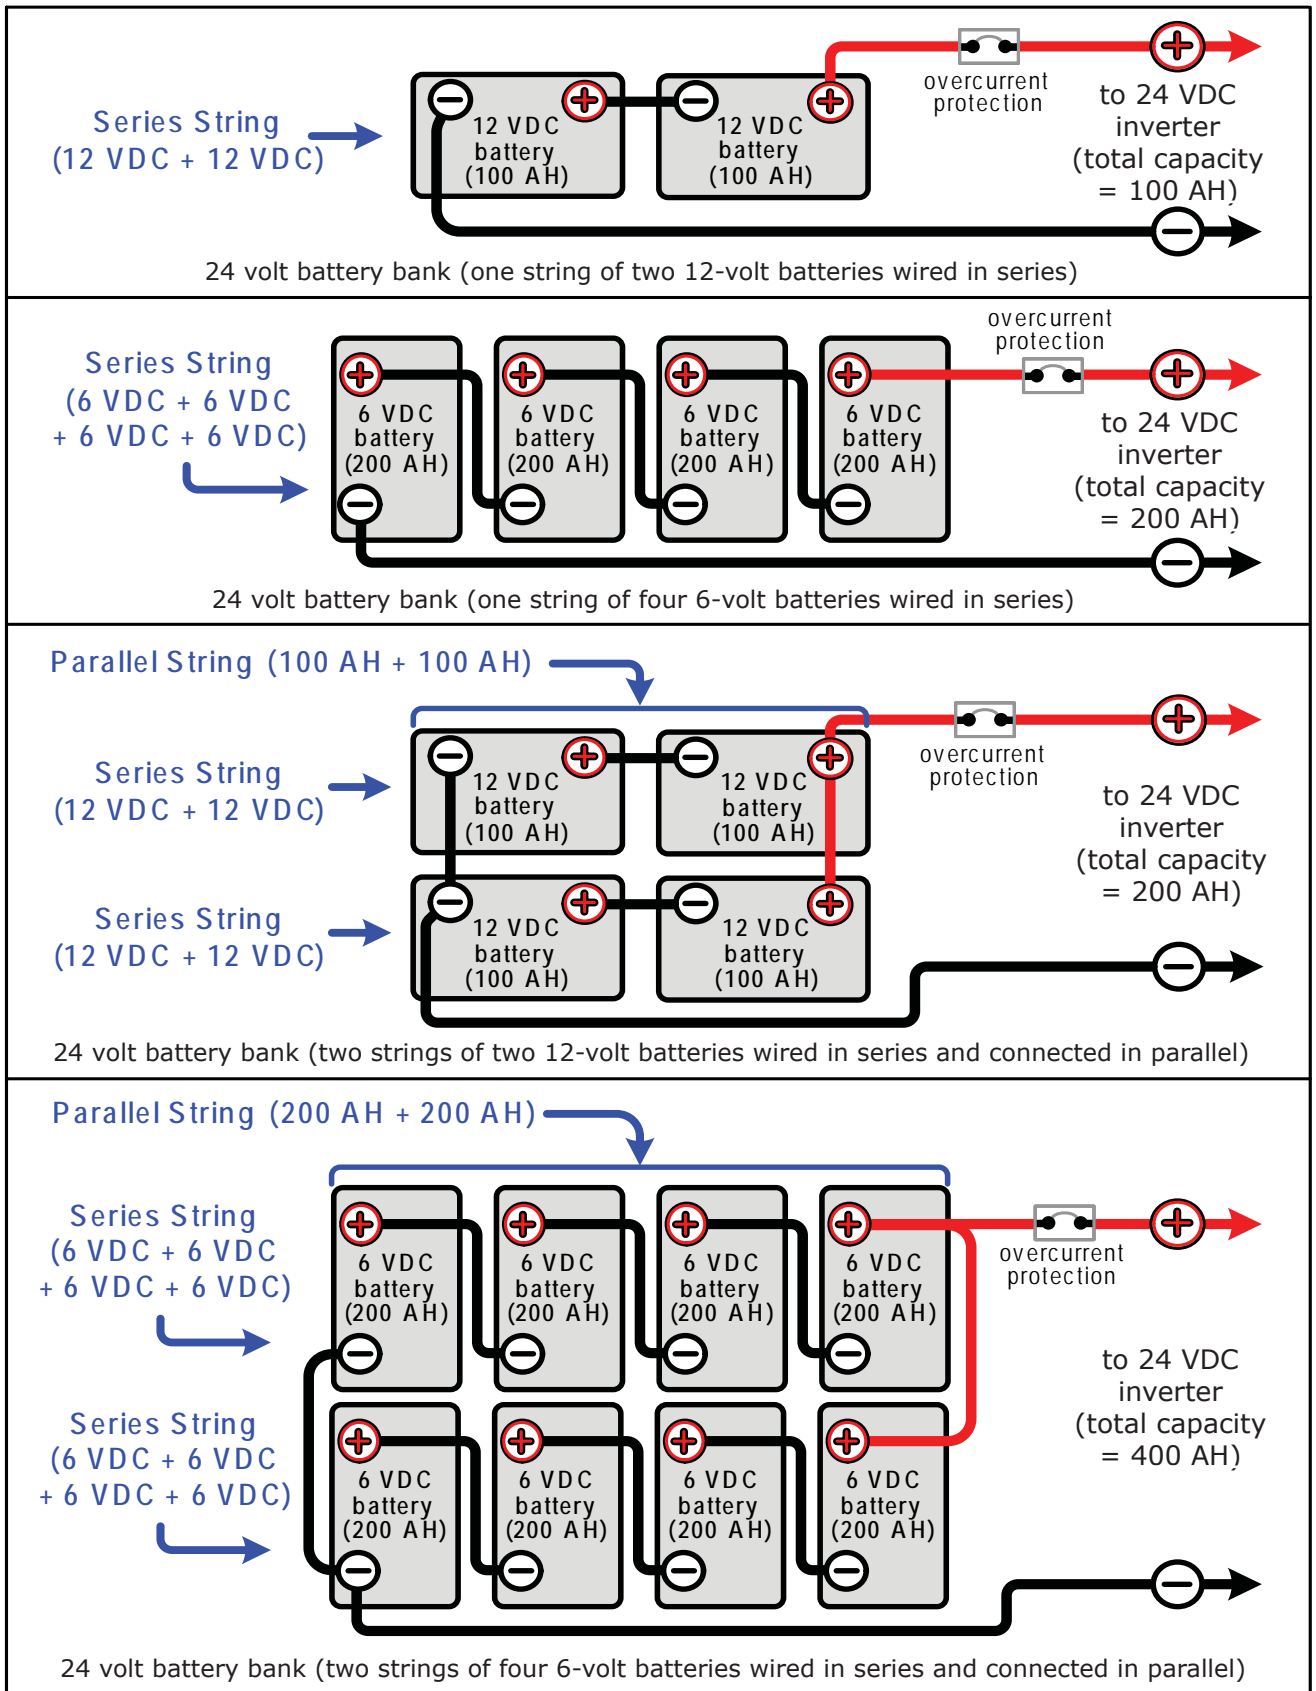 overcurrent
protection
Series String
(12 VDC + 12 VDC)
12 VDC
battery
(100 AH)
12 VDC
battery
(100 AH)
to 24 VDC
inverter
(total capacity
= 100 AH)
24 volt battery bank (one string of two 12-volt batteries wired in series)
overcurrent
protection
Series String
(6 VDC + 6 VDC
+ 6 VDC + 6 VDC)
6 VDC
battery
(200 AH)
6 VDC
battery
(200 AH)
6 VDC
battery
(200 AH)
6 VDC
battery
(200 AH)
to 24 VDC
inverter
(total capacity
= 200 AH)
24 volt battery bank (one string of four 6-volt batteries wired in series)
Parallel String (100 AH + 100 AH)
overcurrent
protection
Series String
(12 VDC + 12 VDC)
12 VDC
battery
(100 AH)
12 VDC
battery
(100 AH)
to 24 VDC
inverter
(total capacity
= 200 AH)
Series String
(12 VDC + 12 VDC)
12 VDC
battery
(100 AH)
12 VDC
battery
(100 AH)
24 volt battery bank (two strings of two 12-volt batteries wired in series and connected in parallel)
Parallel String (200 AH + 200 AH)
Series String
(6 VDC + 6 VDC
+ 6 VDC + 6 VDC)
6 VDC
battery
(200 AH)
6 VDC
battery
(200 AH)
6 VDC
battery
(200 AH)
6 VDC
battery
(200 AH)
overcurrent
protection
to 24 VDC
inverter
(total capacity
= 400 AH)
Series String
(6 VDC + 6 VDC
+ 6 VDC + 6 VDC)
6 VDC
battery
(200 AH)
6 VDC
battery
(200 AH)
6 VDC
battery
(200 AH)
6 VDC
battery
(200 AH)
24 volt battery bank (two strings of four 6-volt batteries wired in series and connected in parallel)